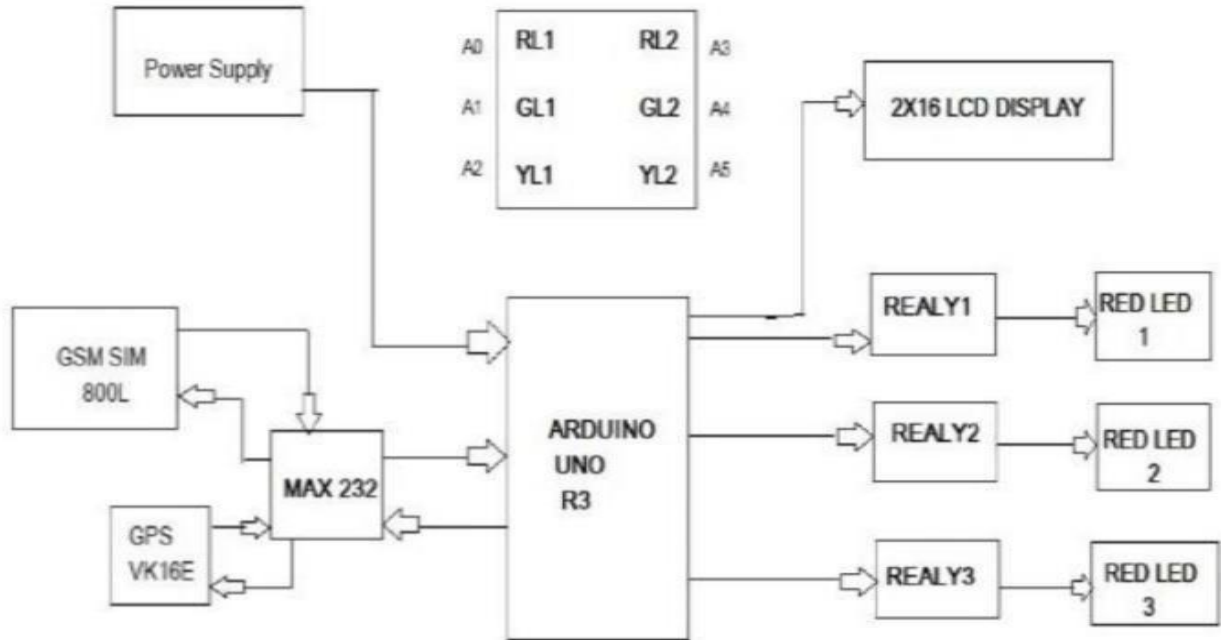 Power Supply
A0 RL1 RL2 A3
A1 GL1 GL2 A4
A2 YL1 YL2 A5
2X16 LCD DISPLAY
GSM SIM
800L
MAX 232
GPS
VK16E
ARDUINO
UNO
R3
REALY1
RED LED
1
REALY2
RED LED
2
REALY3
RED LED
3